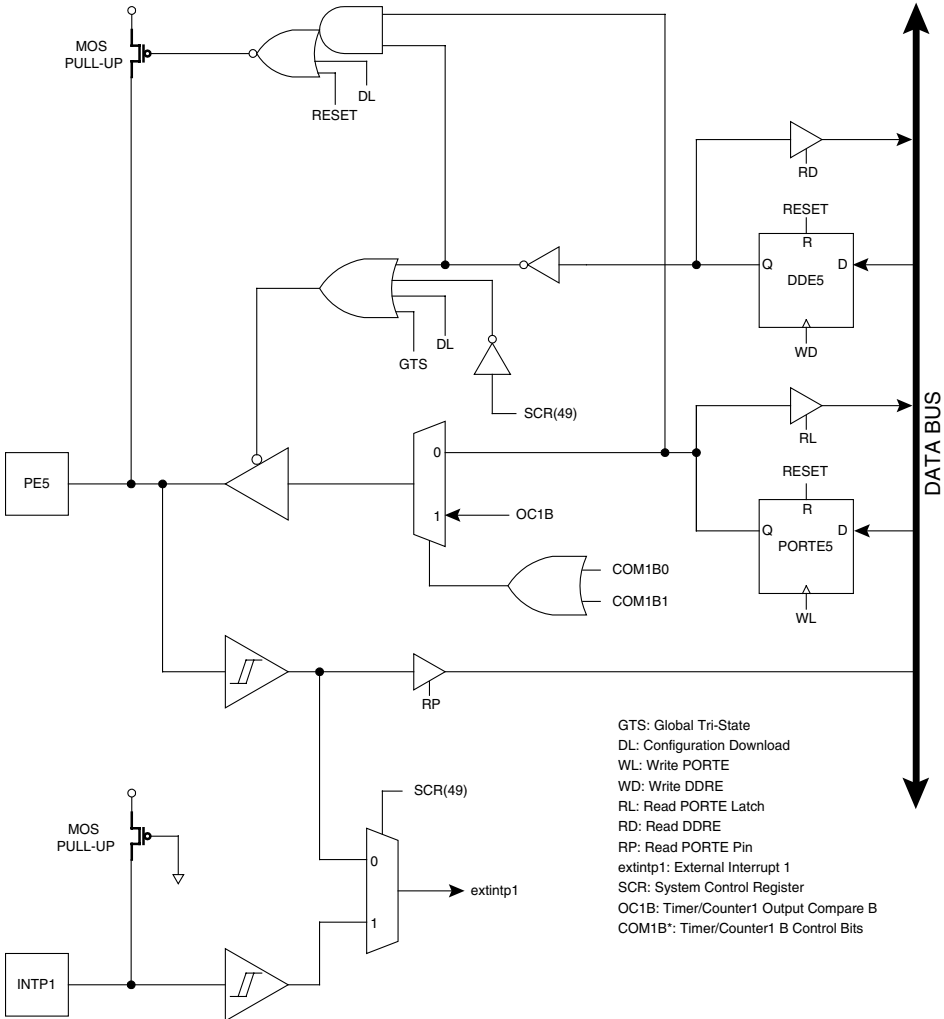 MOS
PULL-UP
DL
RESET
RD
RESET
R
Q
D
DDE5
WD
GTS
DL
SCR(49)
RL
DATA BUS
PE5
0
1
OC1B
RESET
R
Q
D
PORTE5
WL
COM1B0
COM1B1
RP
GTS: Global Tri-State
DL: Configuration Download
WL: Write PORTE
WD: Write DDRE
RL: Read PORTE Latch
RD: Read DDRE
RP: Read PORTE Pin
extintp1: External Interrupt 1
SCR: System Control Register
OC1B: Timer/Counter1 Output Compare B
COM1B*: Timer/Counter1 B Control Bits
SCR(49)
MOS
PULL-UP
0
1
extintp1
INTP1